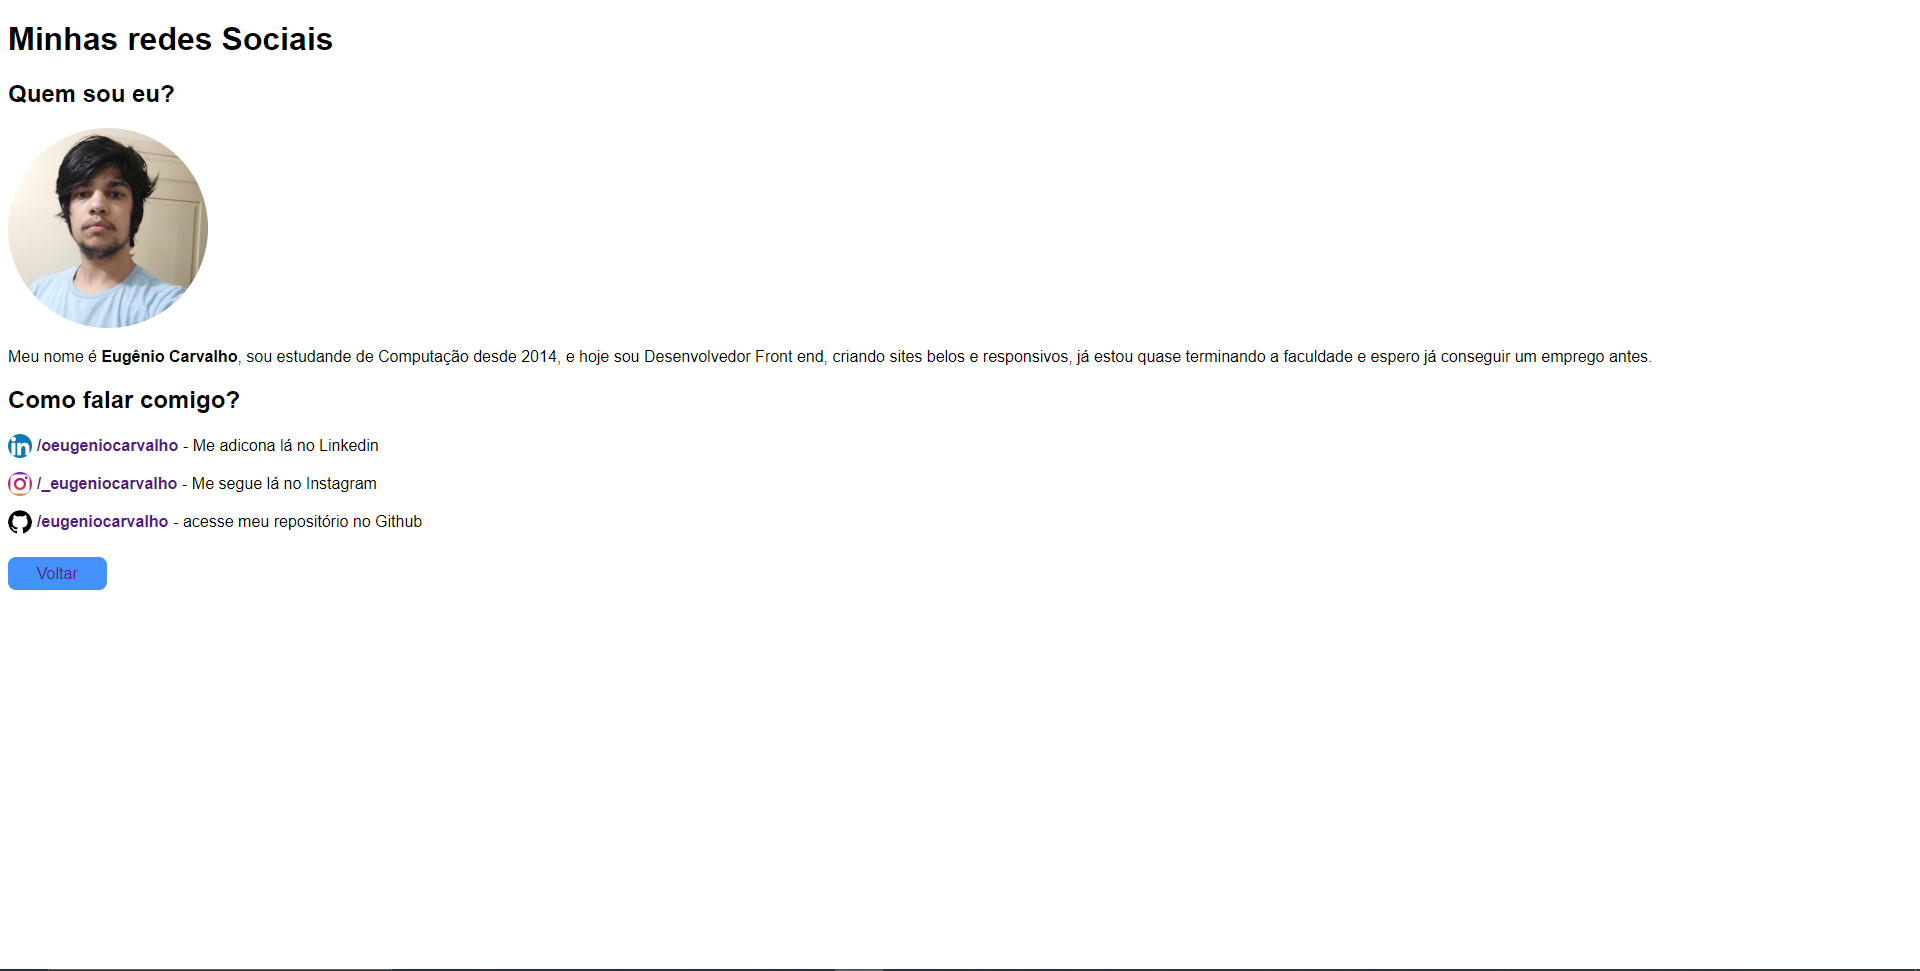 Minhas redes Sociais
Quem sou eu?
Meu nome é Eugênio Carvalho, sou estudande de Computação desde 2014, e hoje sou Desenvolvedor Front end, criando sites belos e responsivos, já estou quase terminando a faculdade e espero já conseguir um emprego antes.
Como falar comigo?
in /oeugeniocarvalho - Me adicona lá no Linkedin
/_eugeniocarvalho - Me segue lá no Instagram
/eugeniocarvalho - acesse meu repositório no Github
Voltar